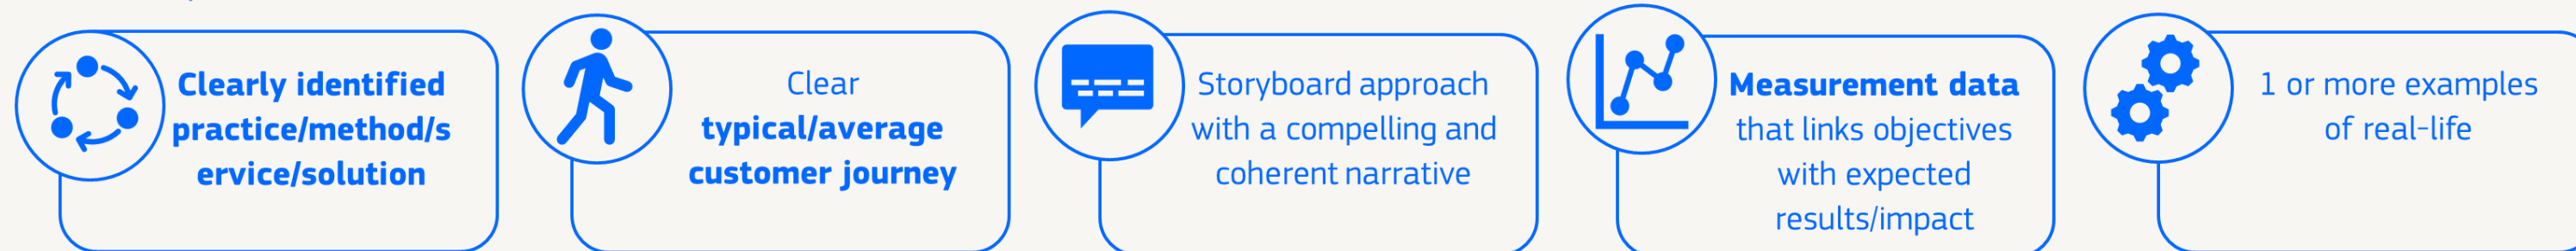 Clearly identified
practice/method/s
ervice/solution
Clear
typical/average
customer journey
Storyboard approach
with a compelling and
coherent narrative
Measurement data
that links objectives
with expected
results/impact
1 or more examples
of real-life